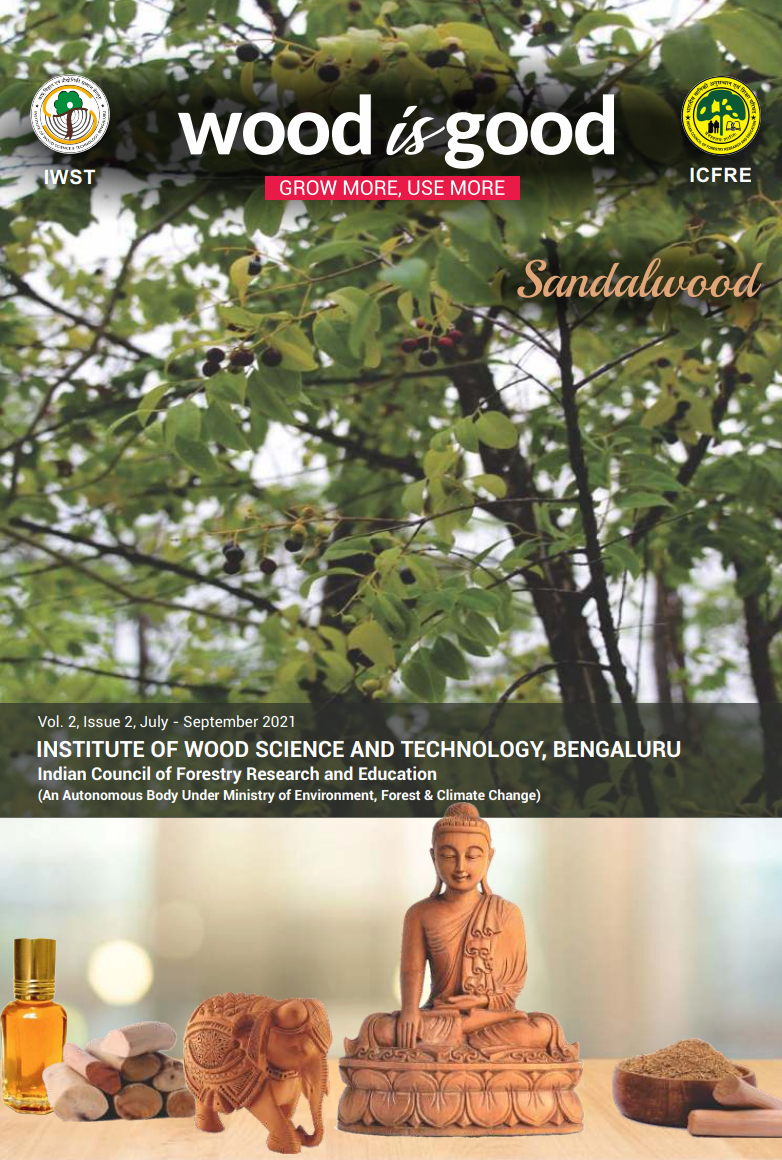 wood is good
GROW MORE, USE MORE
IWST
ICFRE
Sandalwood
Vol. 2, Issue 2, July - September 2021
INSTITUTE OF WOOD SCIENCE AND TECHNOLOGY, BENGALURU
Indian Council of Forestry Research and Education
(An Autonomous Body Under Ministry of Environment, Forest & Climate Change)